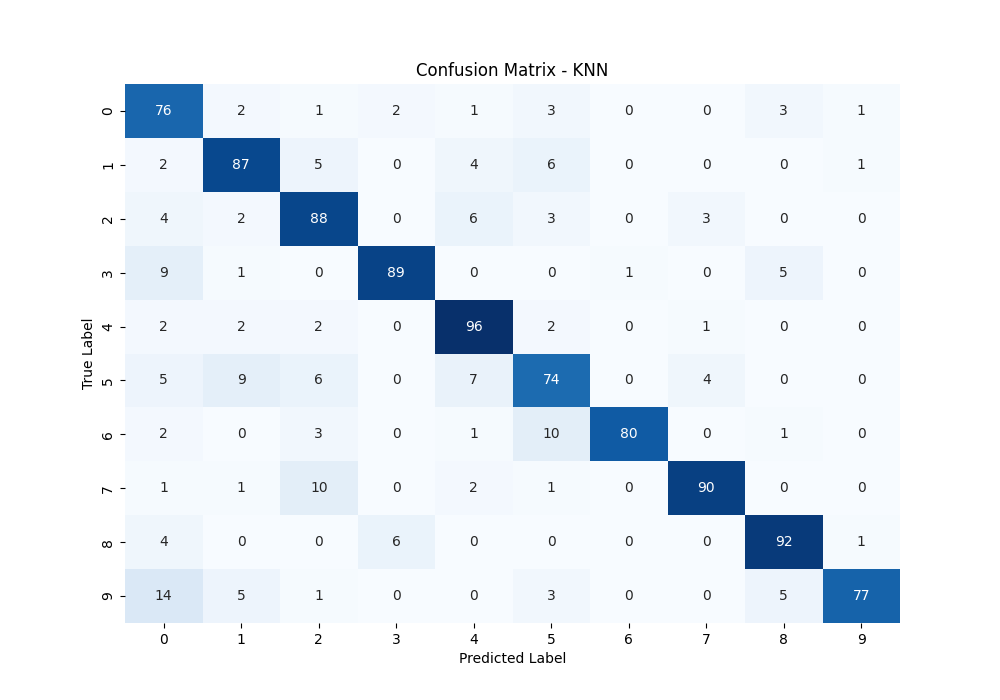 Confusion Matrix - KNN
0 76 2 1 2 1 3 0 0 3 1
1 2 87 5 0 4 6 0 0 0 1
2 4 2 88 0 6 3 0 3 0 0
3 9 1 0 89 0 0 1 0 5 0
4 2 2 2 0 96 2 0 1 0 0
5 5 9 6 0 7 74 0 4 0 0
6 2 0 3 0 1 10 80 0 1 0
7 1 1 10 0 2 1 0 90 0 0
8 4 0 0 6 0 0 0 0 92 1
9 14 5 1 0 0 3 0 0 5 77
0 1 2 3 4 5 6 7 8 9
Predicted Label
True Label